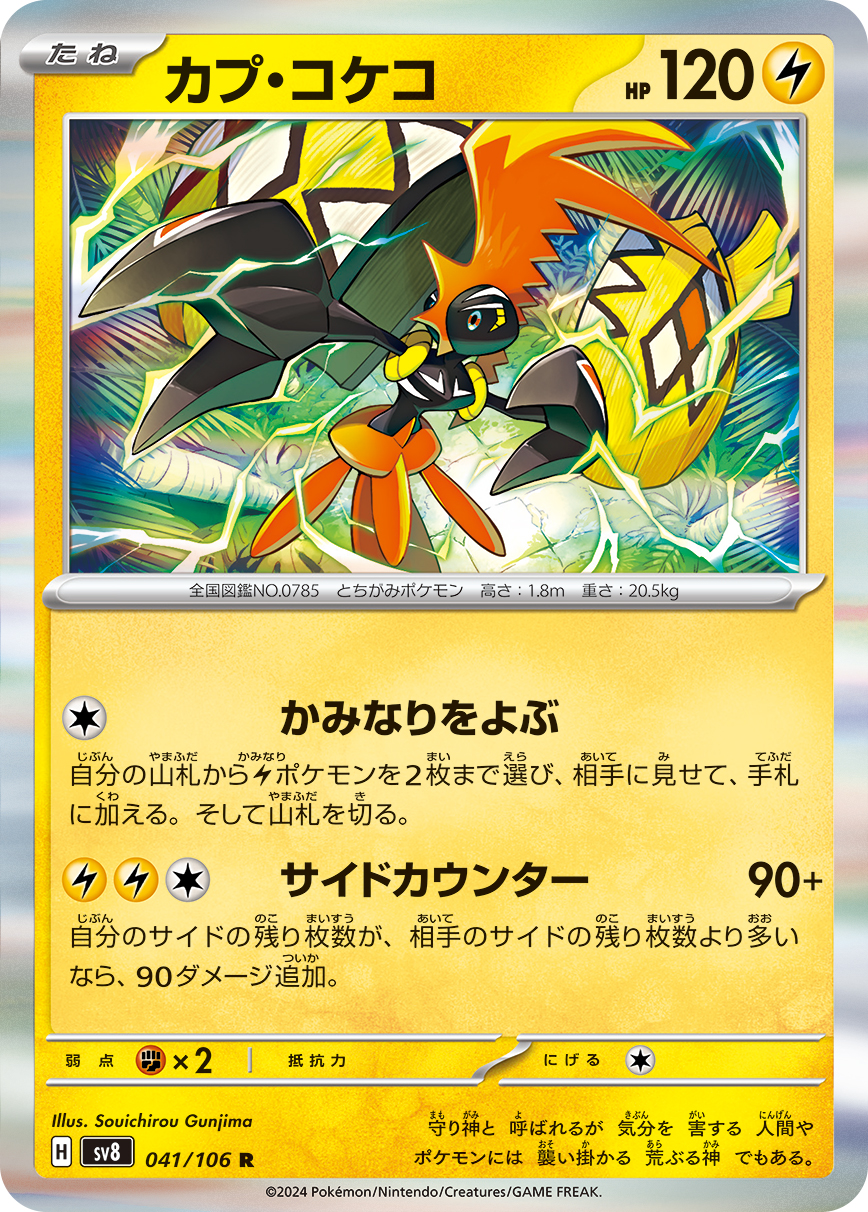 たね カプ・コケコ HP 120
全国図鑑NO.0785 とちがみポケモン 高さ：1.8m 重さ：20.5kg
かみなりをよぶ
自分の山札からポケモンを2枚まで選び、相手に見せて、手札
に加える。そして山札を切る。
サイドカウンター 90+
自分のサイドの残り枚数が、相手のサイドの残り枚数より多い
なら、90ダメージ追加。
弱点 ×2 抵抗力 にげる
Illus. Souichirou Gunjima
守り神と 呼ばれるが 気分を 害する 人間や
ポケモンには 襲い掛かる 荒ぶる神 でもある。
H sv8 041/106 R
©2024 Pokémon/Nintendo/Creatures/GAME FREAK.